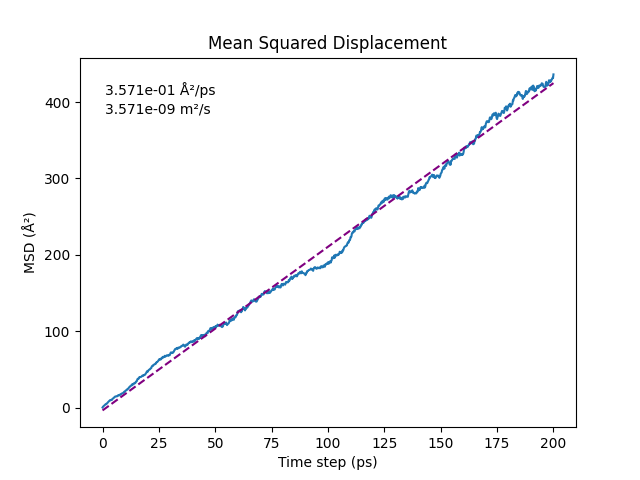 Mean Squared Displacement
3.571e-01 Å²/ps
3.571e-09 m²/s
MSD (Å²)
400
300
200
100
0
0 25 50 75 100 125 150 175 200
Time step (ps)